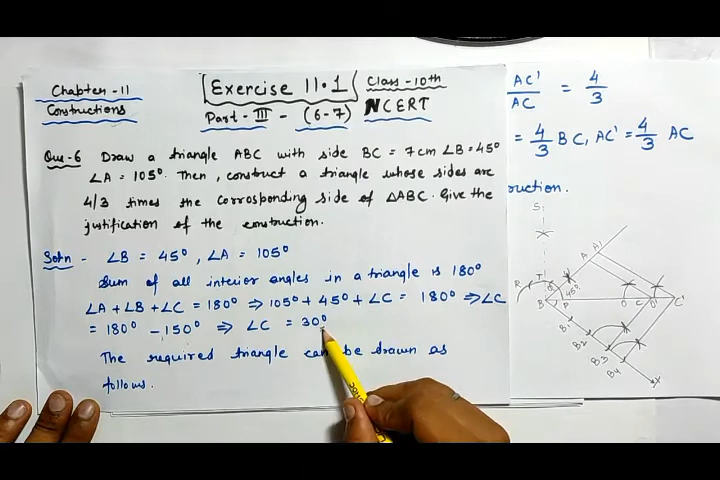 Chapter-11
Constructions
Exercise 11.1
Class-10th
Part-III-(6-7)
NCERT
Que-6 Draw a triangle ABC with side BC = 7cm ∠B=45°
∠A = 105°. Then, construct a triangle whose sides are
4/3 times the corrosponding side of △ABC. Give the
justification of the construction.
Soln - ∠B = 45°, ∠A = 105°
Sum of all interior angles in a triangle is 180°
∠A+∠B+∠C = 180° ⇒ 105° + 45° + ∠C = 180° ⇒ ∠C
= 180° - 150° ⇒ ∠C = 30°
The required triangle can be drawn as
follows.
AC'/AC = 4/3
= 4/3 BC, AC' = 4/3 AC
ruction.
S
A A'
R T Q 45°
B P D C D' C'
B1
B2
B3
B4
X